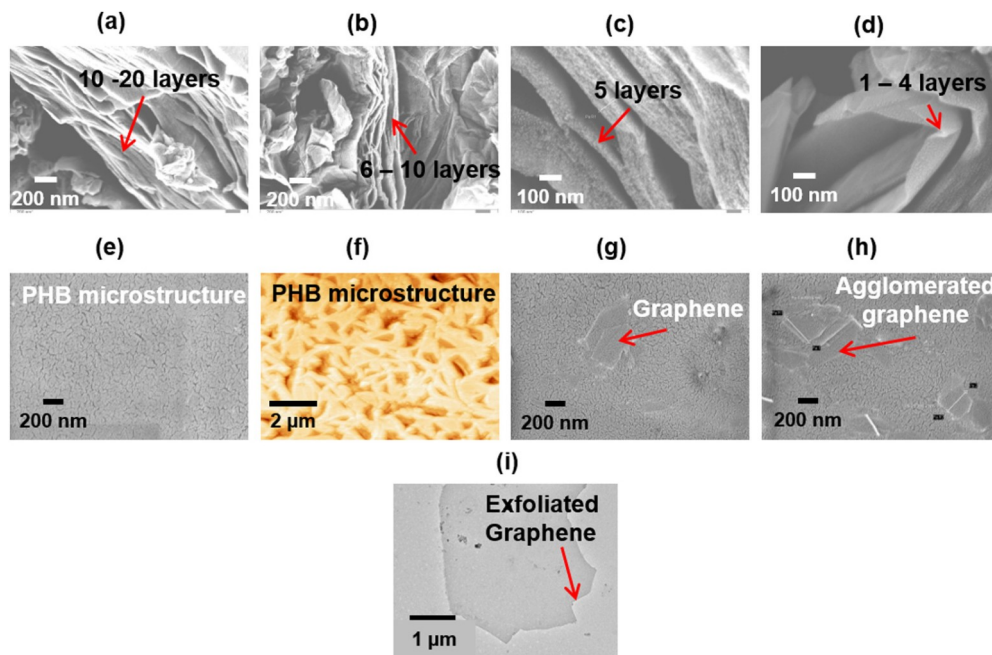 (a)
(b)
(c)
(d)
10 -20 layers
6 – 10 layers
5 layers
1 – 4 layers
200 nm
200 nm
100 nm
100 nm
(e)
(f)
(g)
(h)
PHB microstructure
PHB microstructure
Graphene
Agglomerated
graphene
200 nm
2 µm
200 nm
200 nm
(i)
Exfoliated
Graphene
1 µm